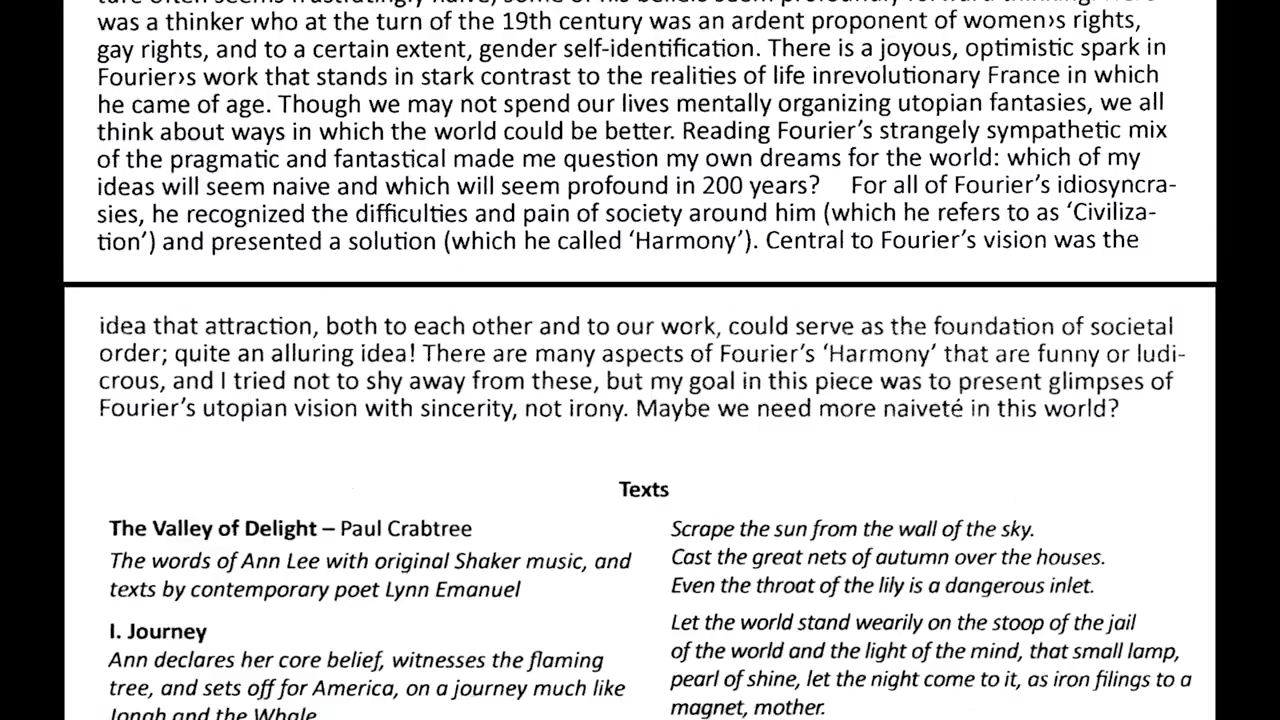 was a thinker who at the turn of the 19th century was an ardent proponent of women›s rights,
gay rights, and to a certain extent, gender self-identification. There is a joyous, optimistic spark in
Fourier›s work that stands in stark contrast to the realities of life inrevolutionary France in which
he came of age. Though we may not spend our lives mentally organizing utopian fantasies, we all
think about ways in which the world could be better. Reading Fourier’s strangely sympathetic mix
of the pragmatic and fantastical made me question my own dreams for the world: which of my
ideas will seem naive and which will seem profound in 200 years? For all of Fourier’s idiosyncra-
sies, he recognized the difficulties and pain of society around him (which he refers to as ‘Civiliza-
tion’) and presented a solution (which he called ‘Harmony’). Central to Fourier’s vision was the
idea that attraction, both to each other and to our work, could serve as the foundation of societal
order; quite an alluring idea! There are many aspects of Fourier’s ‘Harmony’ that are funny or ludi-
crous, and I tried not to shy away from these, but my goal in this piece was to present glimpses of
Fourier’s utopian vision with sincerity, not irony. Maybe we need more naiveté in this world?
Texts
The Valley of Delight – Paul Crabtree
The words of Ann Lee with original Shaker music, and
texts by contemporary poet Lynn Emanuel
I. Journey
Ann declares her core belief, witnesses the flaming
tree, and sets off for America, on a journey much like
Jonah and the Whale
Scrape the sun from the wall of the sky.
Cast the great nets of autumn over the houses.
Even the throat of the lily is a dangerous inlet.
Let the world stand wearily on the stoop of the jail
of the world and the light of the mind, that small lamp,
pearl of shine, let the night come to it, as iron filings to a
magnet, mother.